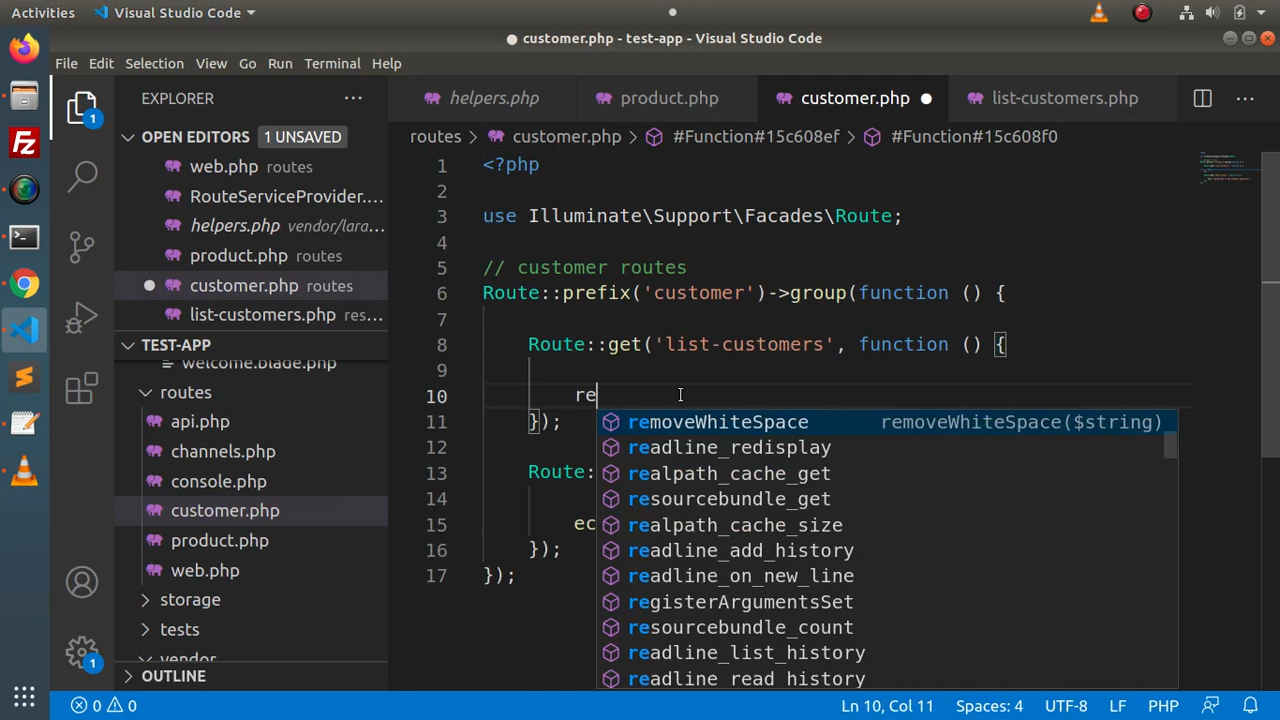 Activities Visual Studio Code
customer.php - test-app - Visual Studio Code
File Edit Selection View Go Run Terminal Help
EXPLORER
helpers.php product.php customer.php list-customers.php
OPEN EDITORS 1 UNSAVED
routes customer.php #Function#15c608ef #Function#15c608f0
web.php routes
RouteServiceProvider....
helpers.php vendor/lara...
product.php routes
customer.php routes
list-customers.php res...
TEST-APP
welcome.blade.php
routes
api.php
channels.php
console.php
customer.php
product.php
web.php
storage
tests
vendor
OUTLINE
1
1
1 <?php
2
3 use Illuminate\Support\Facades\Route;
4
5 // customer routes
6 Route::prefix('customer')->group(function () {
7
8 Route::get('list-customers', function () {
9
10 re
11 });
12
13 Route:
14
15 ec
16 });
17 });
removeWhiteSpace removeWhiteSpace($string)
readline_redisplay
realpath_cache_get
resourcebundle_get
realpath_cache_size
readline_add_history
readline_on_new_line
registerArgumentsSet
resourcebundle_count
readline_list_history
readline_read_history
0 0 Ln 10, Col 11 Spaces: 4 UTF-8 LF PHP